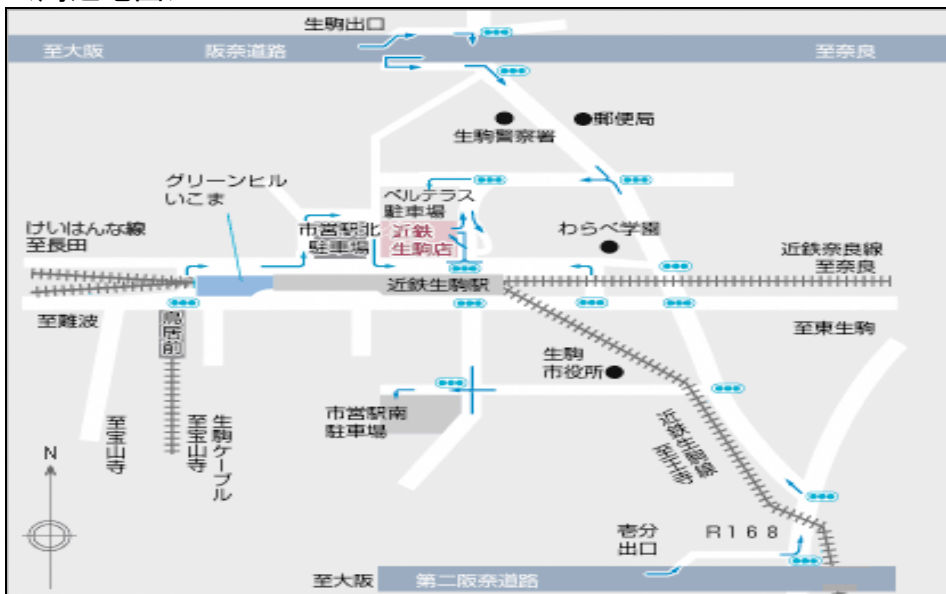 生駒出口
至大阪
阪奈道路
至奈良
生駒警察署
郵便局
グリーンヒル
いこま
ベルテラス
駐車場
けいはんな線
至長田
市営駅北
駐車場
近鉄
生駒店
わらべ学園
近鉄奈良線
至奈良
近鉄生駒駅
至難波
鳥居前
至東生駒
生駒
市役所
市営駅南
駐車場
至宝山寺
生駒ケーブル
至宝山寺
N
近鉄生駒線
至王寺
壱分
出口
R168
至大阪
第二阪奈道路